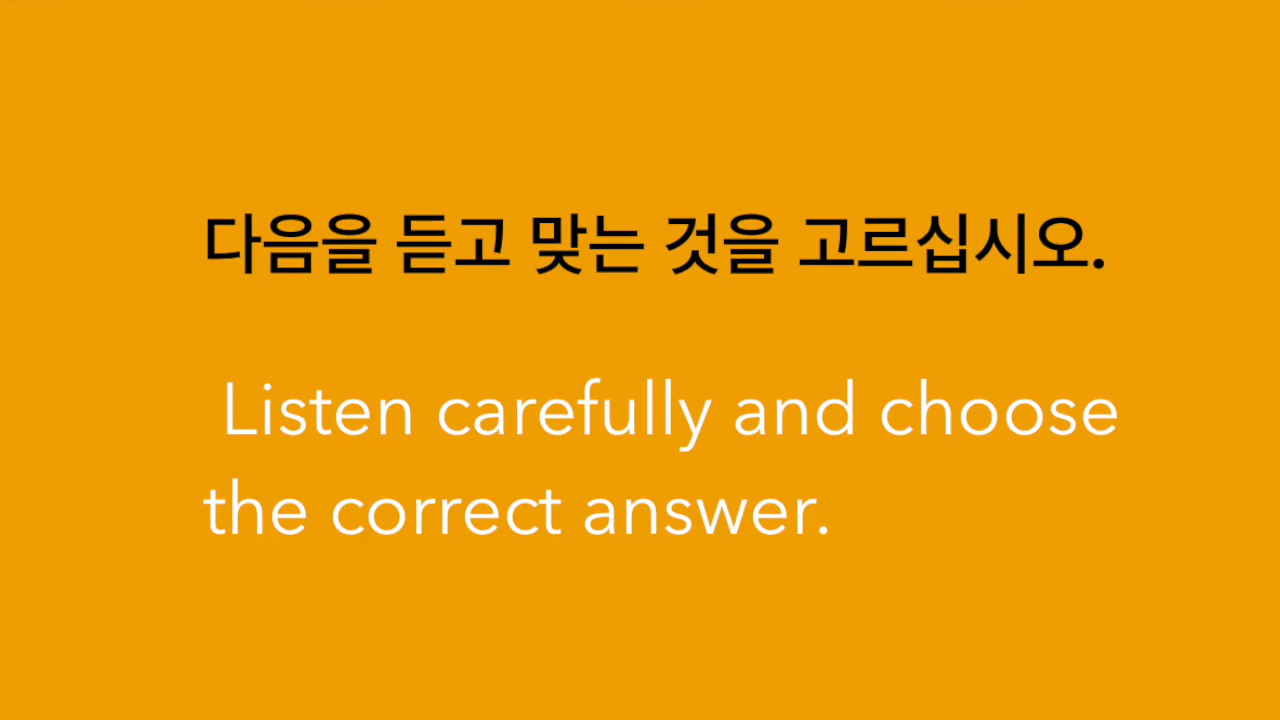 다음을 듣고 맞는 것을 고르십시오.
Listen carefully and choose
the correct answer.